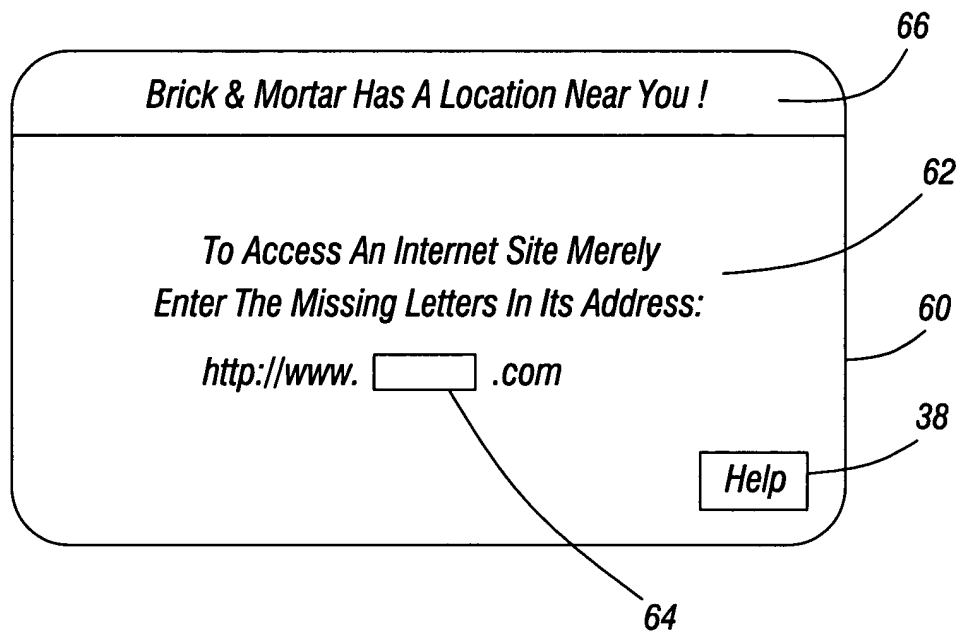 66
Brick & Mortar Has A Location Near You !
62
To Access An Internet Site Merely
Enter The Missing Letters In Its Address:
60
http://www. .com
38
Help
64